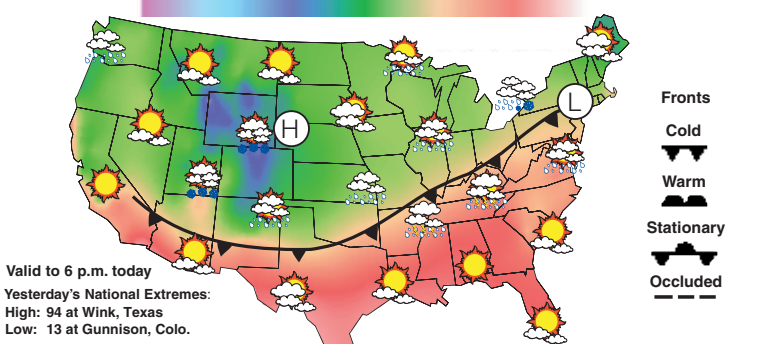 H
L
Fronts
Cold
Warm
Stationary
Occluded
Valid to 6 p.m. today
Yesterday's National Extremes:
High: 94 at Wink, Texas
Low: 13 at Gunnison, Colo.